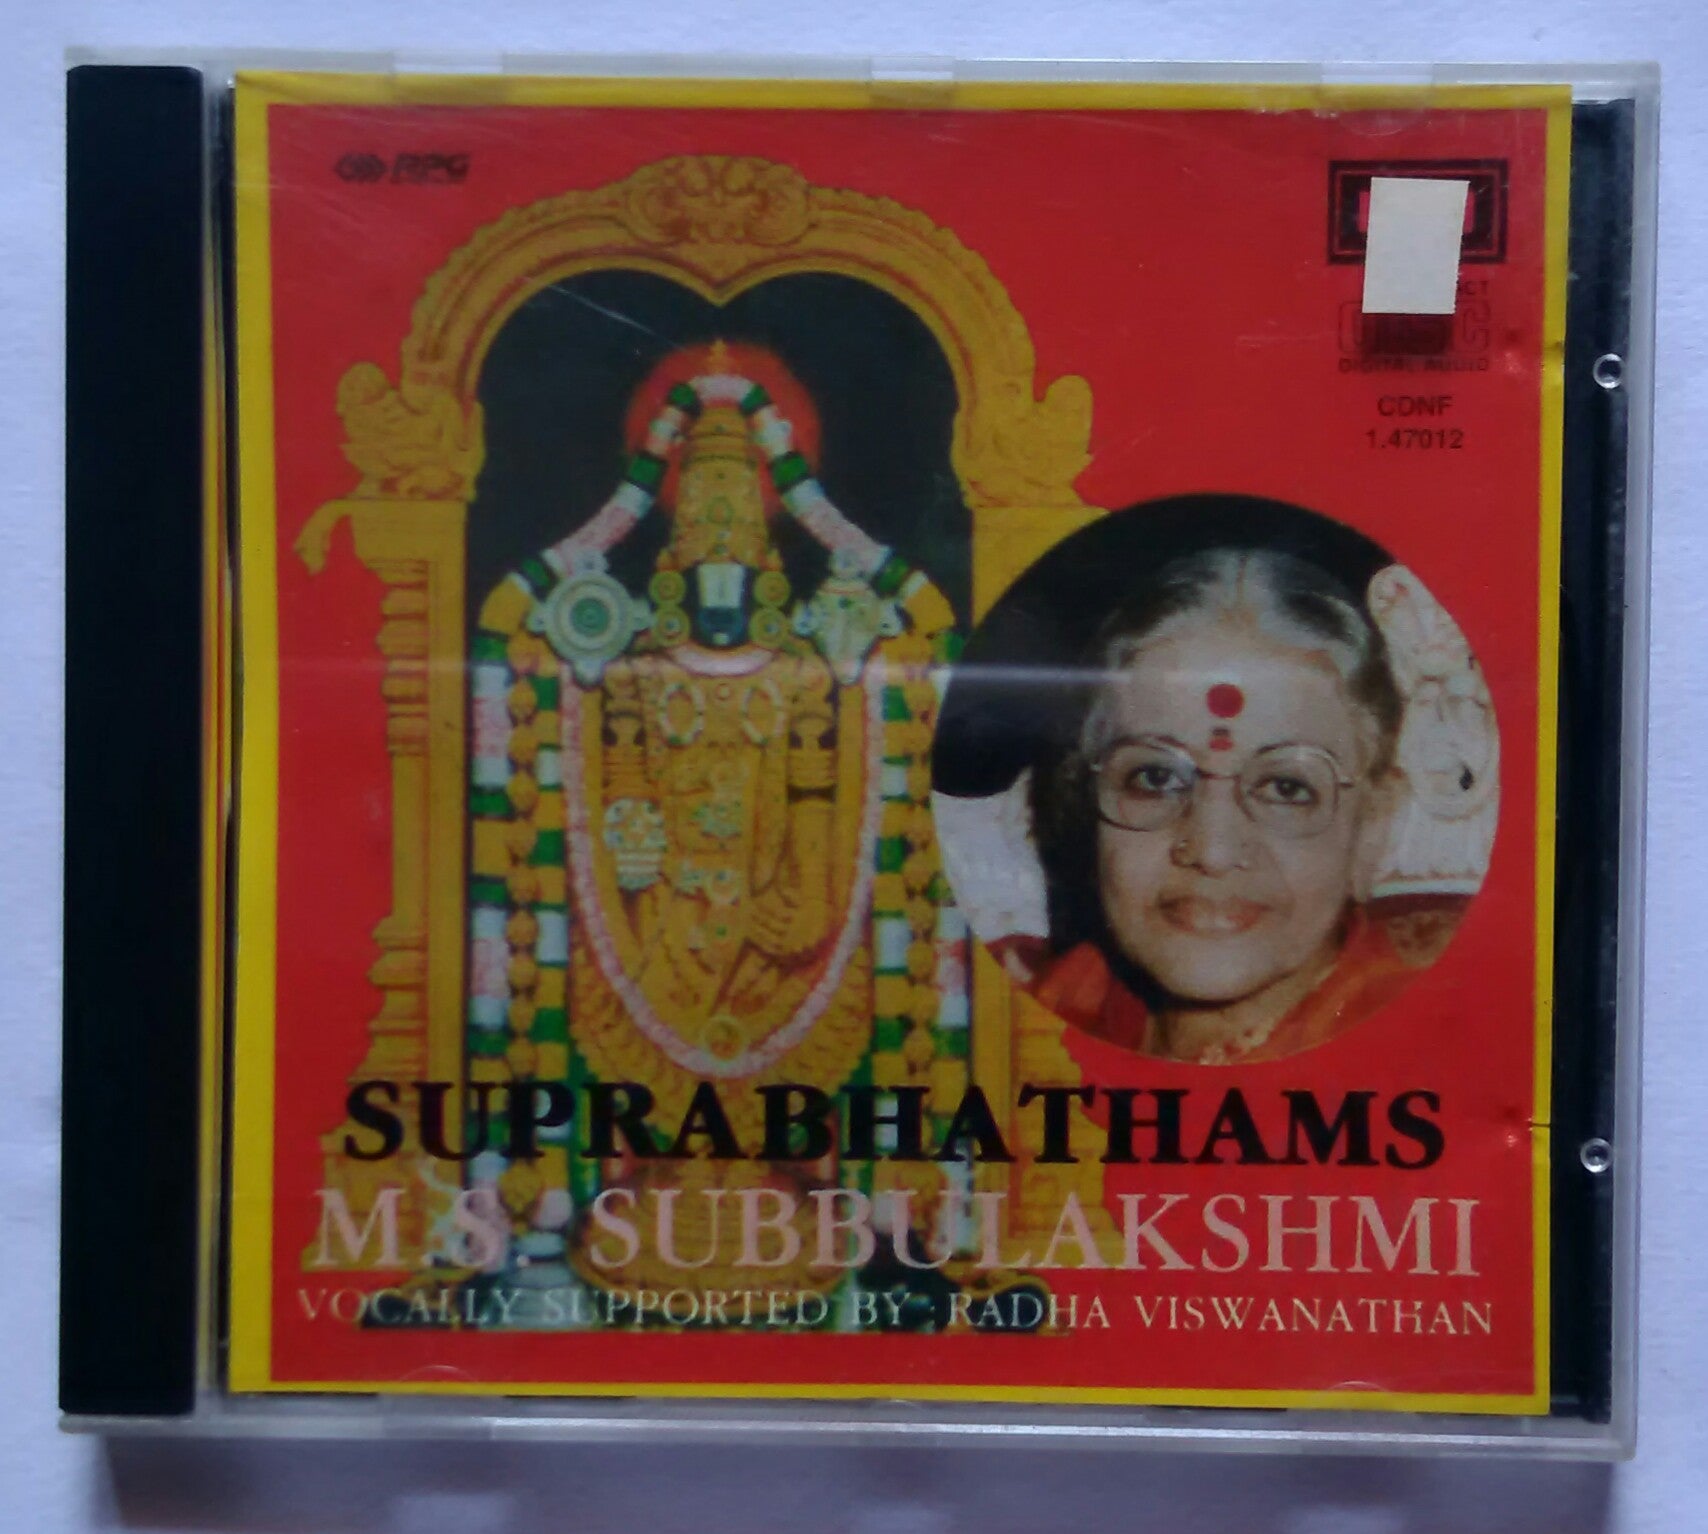 RPG
DIGITAL AUDIO
CDNF
1.47012
SUPRABHATHAMS
M.S. SUBBULAKSHMI
VOCALLY SUPPORTED BY : RADHA VISWANATHAN